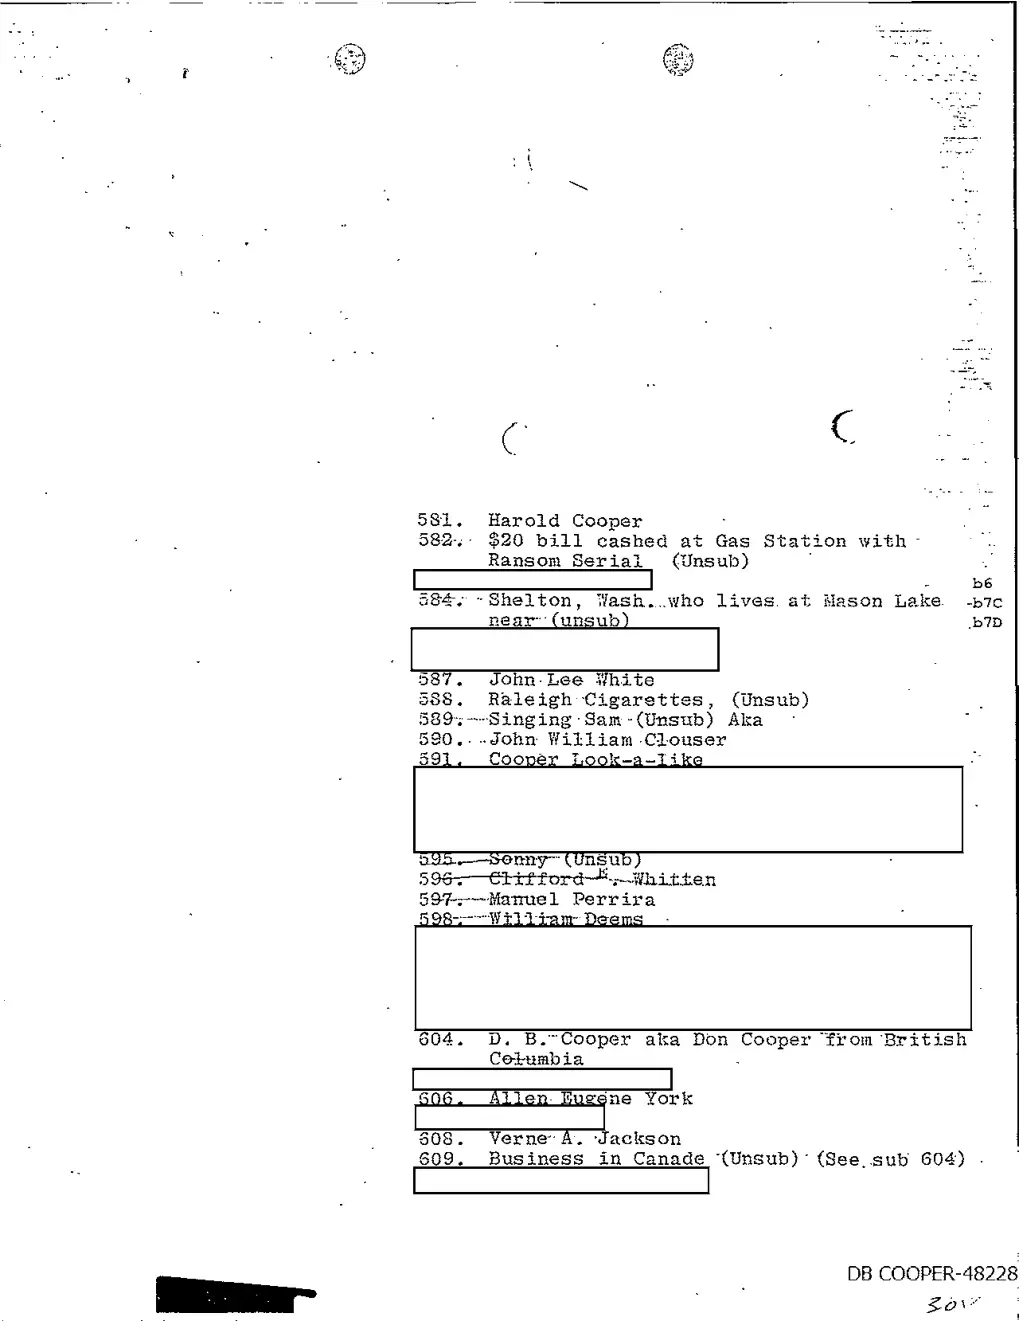 581. Harold Cooper
582. $20 bill cashed at Gas Station with
Ransom Serial (Unsub)
b6
584. Shelton, Wash. who lives at Mason Lake -b7C
near (unsub) b7D
587. John Lee White
588. Raleigh Cigarettes, (Unsub)
589. Singing Sam (Unsub) Aka
590. John William Clouser
591. Cooper Look-a-like
595. Sonny (Unsub)
596. Clifford E. Whitten
597. Manuel Perrira
598. William Deems
604. D. B. Cooper aka Don Cooper from British
Columbia
606. Allen Eugene York
608. Verne A. Jackson
609. Business in Canade (Unsub) (See sub 604)
DB COOPER-48228